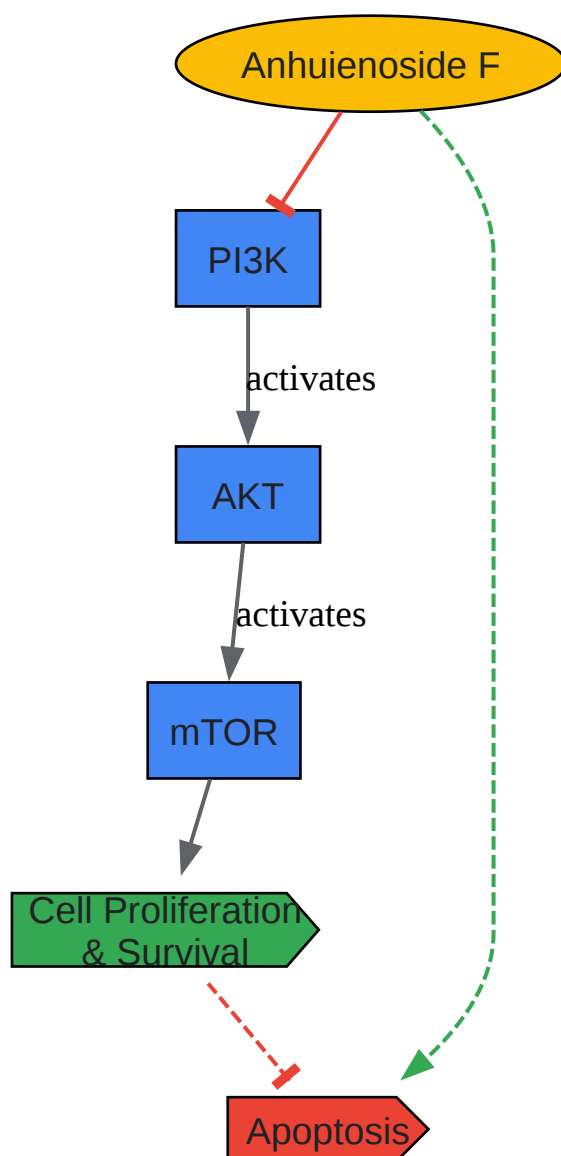 Anhuienoside F
PI3K
activates
AKT
activates
mTOR
Cell Proliferation
& Survival
Apoptosis